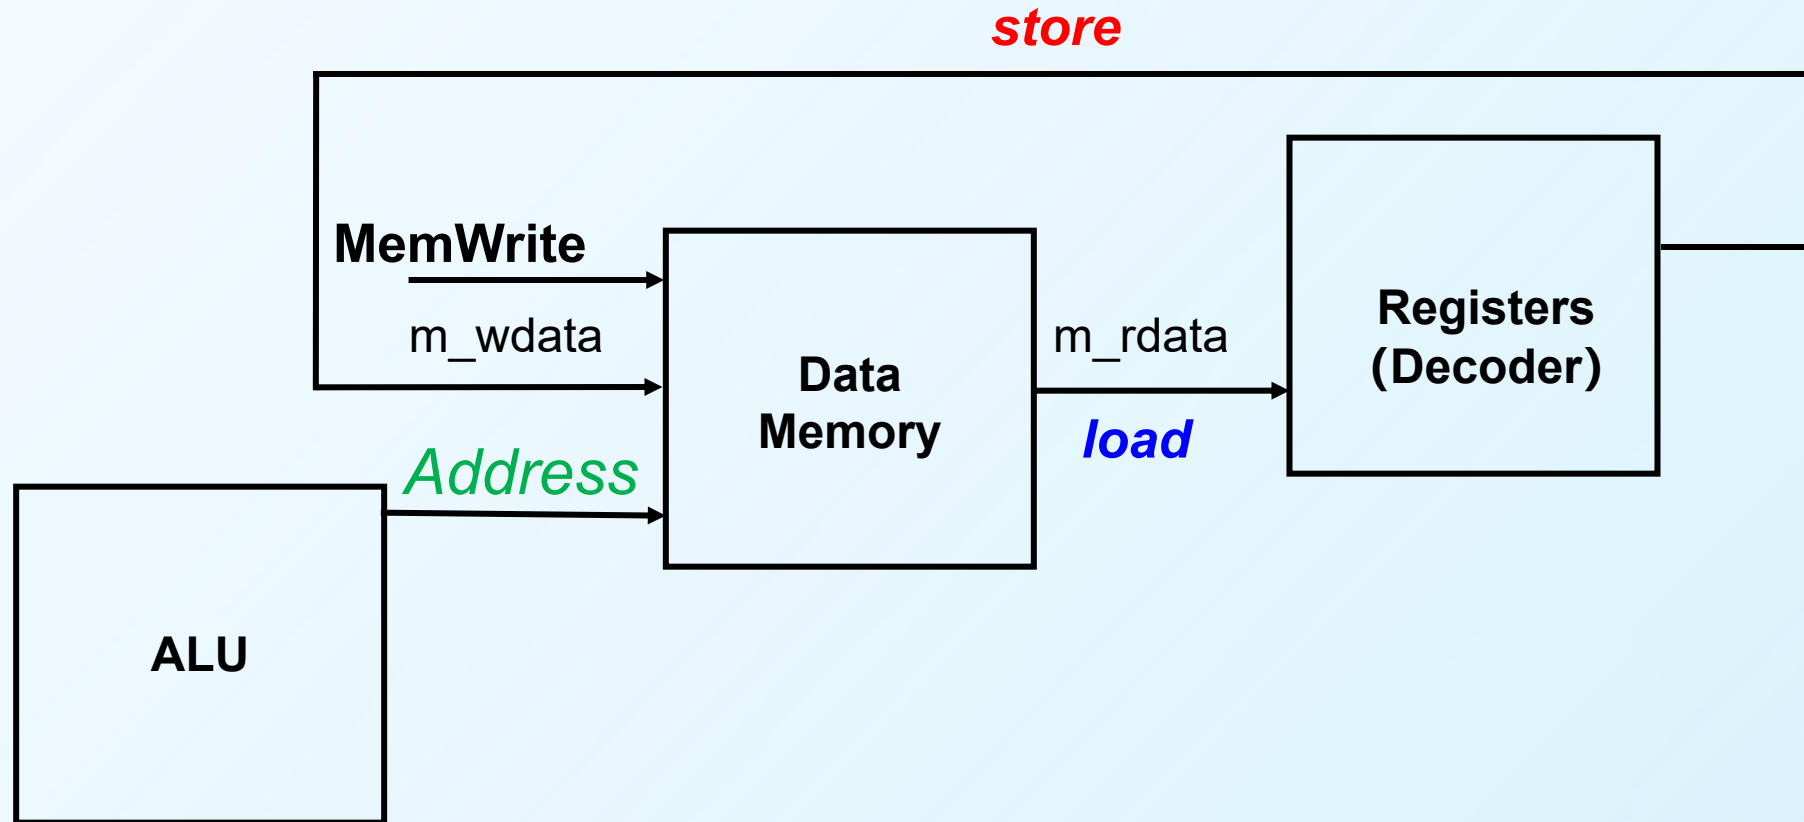 store
MemWrite
m_wdata
Address
Data
Memory
m_rdata
load
Registers
(Decoder)
ALU